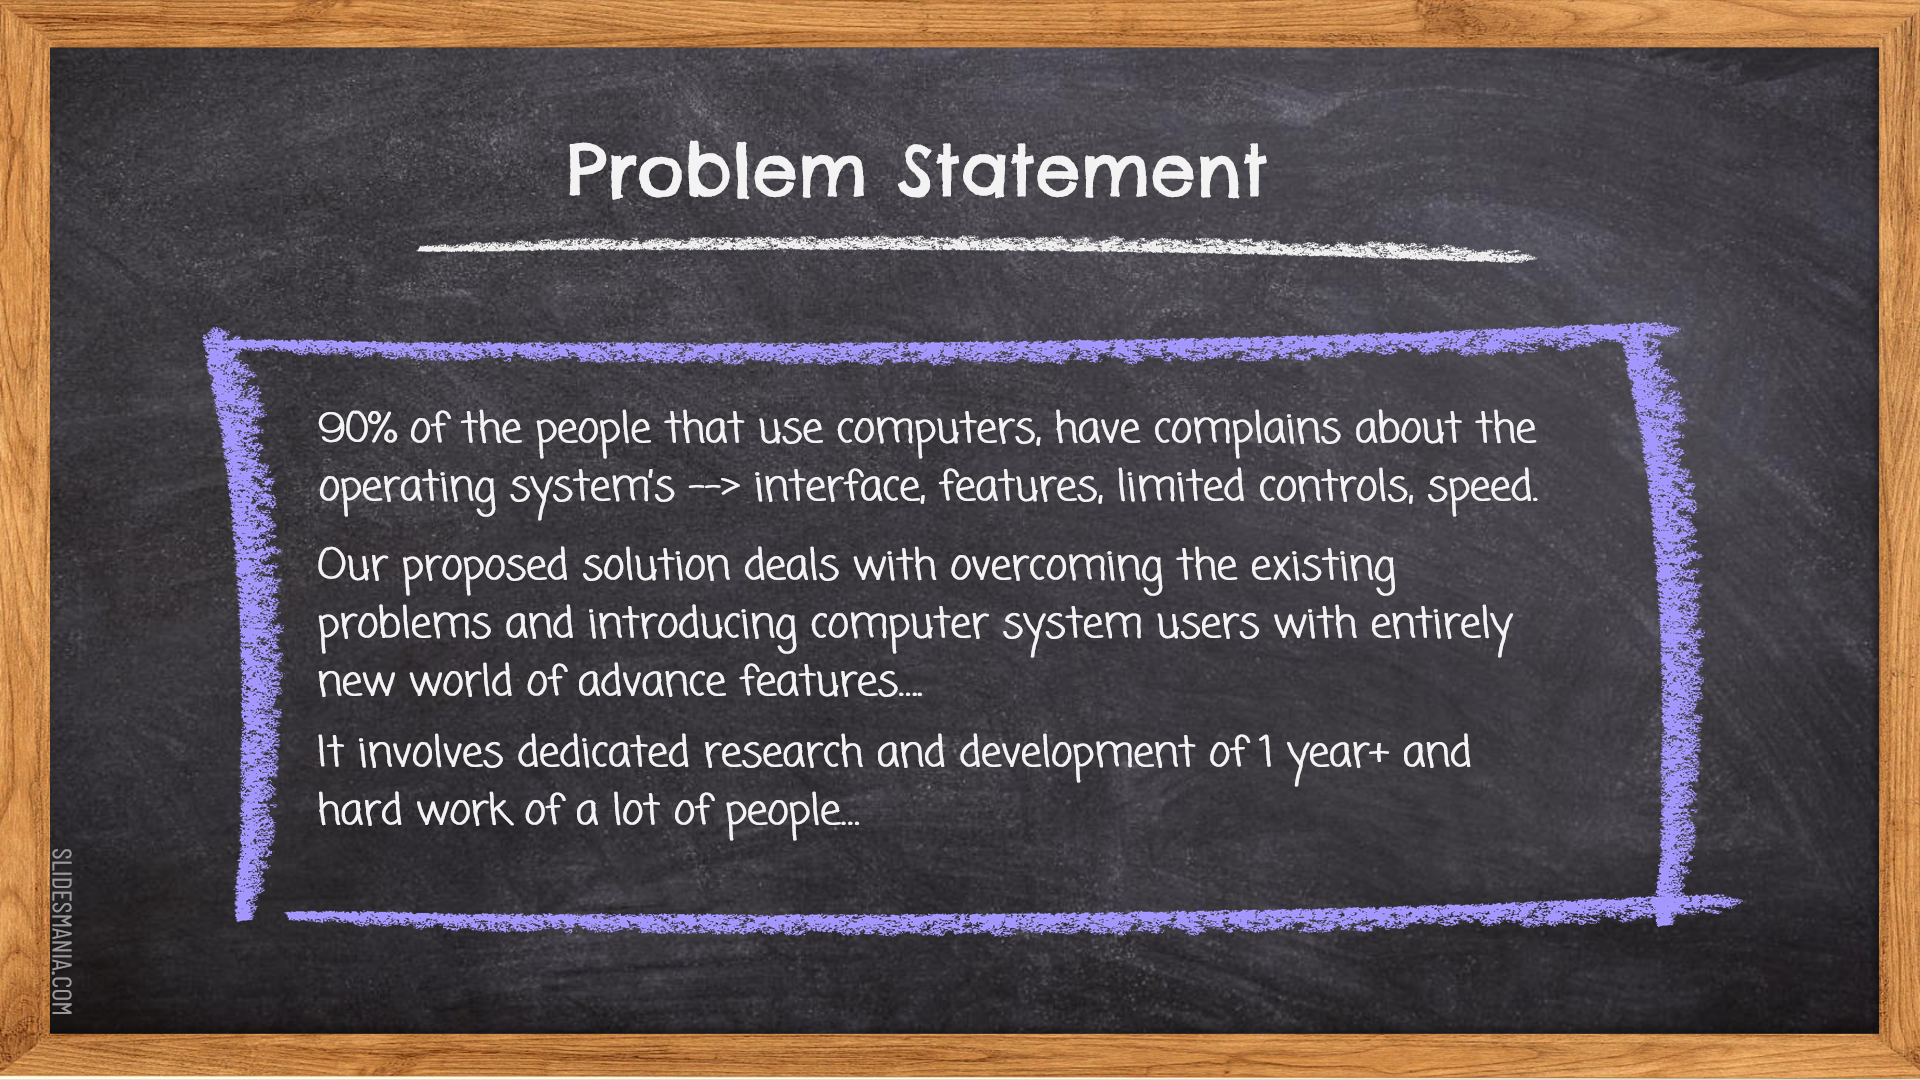 Problem Statement
90% of the people that use computers, have complains about the
operating system's --> interface, features, limited controls, speed.
Our proposed solution deals with overcoming the existing
problems and introducing computer system users with entirely
new world of advance features....
It involves dedicated research and development of 1 year+ and
hard work of a lot of people...
SLIDESMANIA.COM